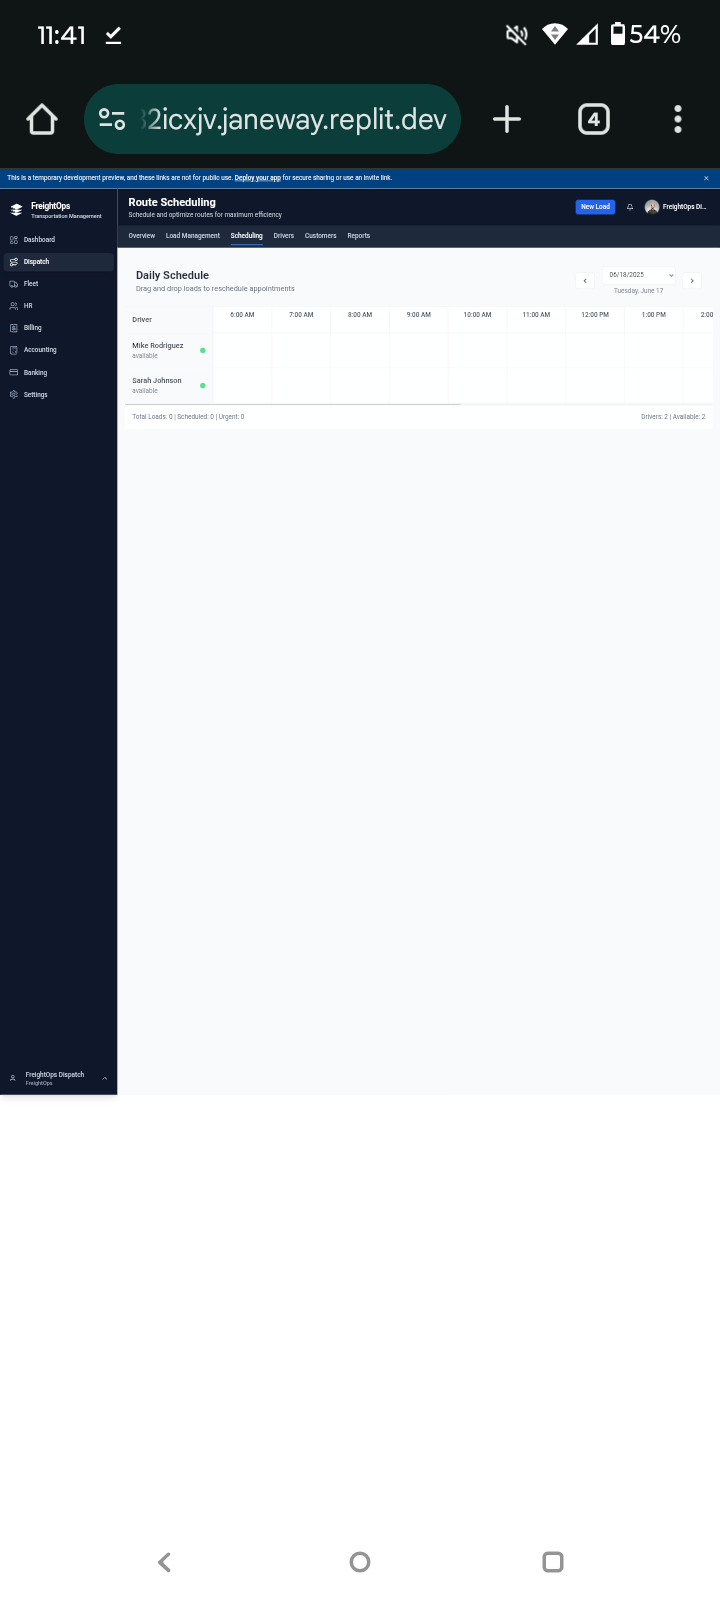 11:41
54%
2icxjv.janeway.replit.dev
4
This is a temporary development preview, and these links are not for public use. Deploy your app for secure sharing or use an invite link.
FreightOps
Transportation Management
Route Scheduling
Schedule and optimize routes for maximum efficiency
New Load
FreightOps Di...
Overview Load Management Scheduling Drivers Customers Reports
Dashboard
Dispatch
Fleet
HR
Billing
Accounting
Banking
Settings
Daily Schedule
Drag and drop loads to reschedule appointments
06/18/2025
Tuesday, June 17
Driver 6:00 AM 7:00 AM 8:00 AM 9:00 AM 10:00 AM 11:00 AM 12:00 PM 1:00 PM 2:00
Mike Rodriguez
available
Sarah Johnson
available
Total Loads: 0 | Scheduled: 0 | Urgent: 0
Drivers: 2 | Available: 2
FreightOps Dispatch
FreightOps